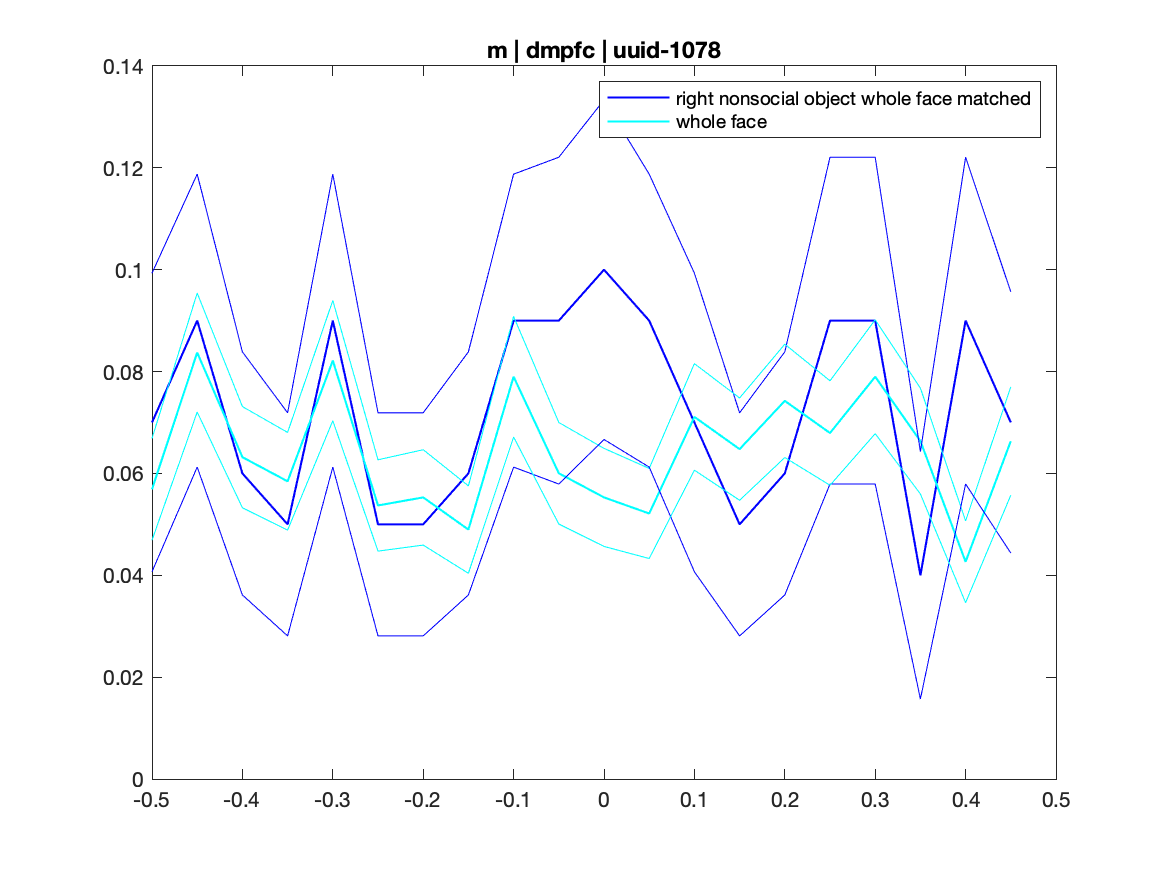 m | dmpfc | uuid-1078
right nonsocial object whole face matched
whole face
0.14
0.12
0.1
0.08
0.06
0.04
0.02
0
-0.5 -0.4 -0.3 -0.2 -0.1 0 0.1 0.2 0.3 0.4 0.5